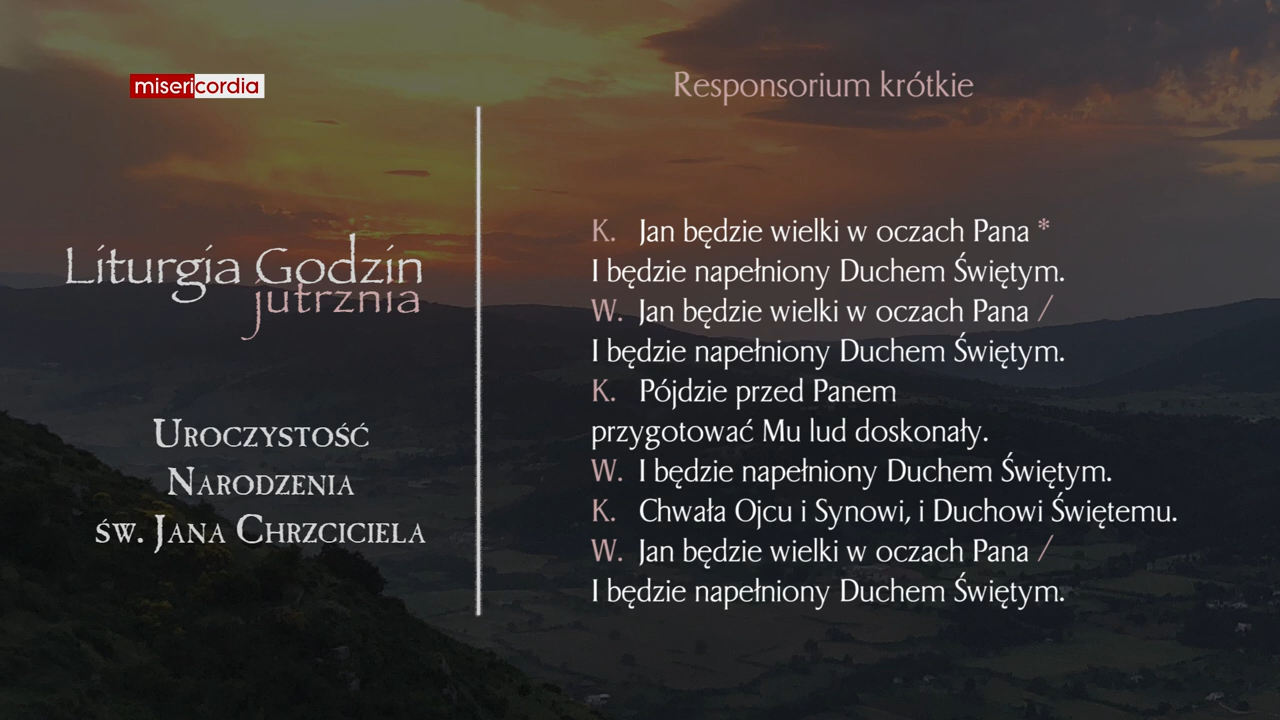 misericordia
Liturgia Godzin
jutrznia
Uroczystość
Narodzenia
św. Jana Chrzciciela
Responsorium krótkie
K. Jan będzie wielki w oczach Pana *
I będzie napełniony Duchem Świętym.
W. Jan będzie wielki w oczach Pana /
I będzie napełniony Duchem Świętym.
K. Pójdzie przed Panem
przygotować Mu lud doskonały.
W. I będzie napełniony Duchem Świętym.
K. Chwała Ojcu i Synowi, i Duchowi Świętemu.
W. Jan będzie wielki w oczach Pana /
I będzie napełniony Duchem Świętym.